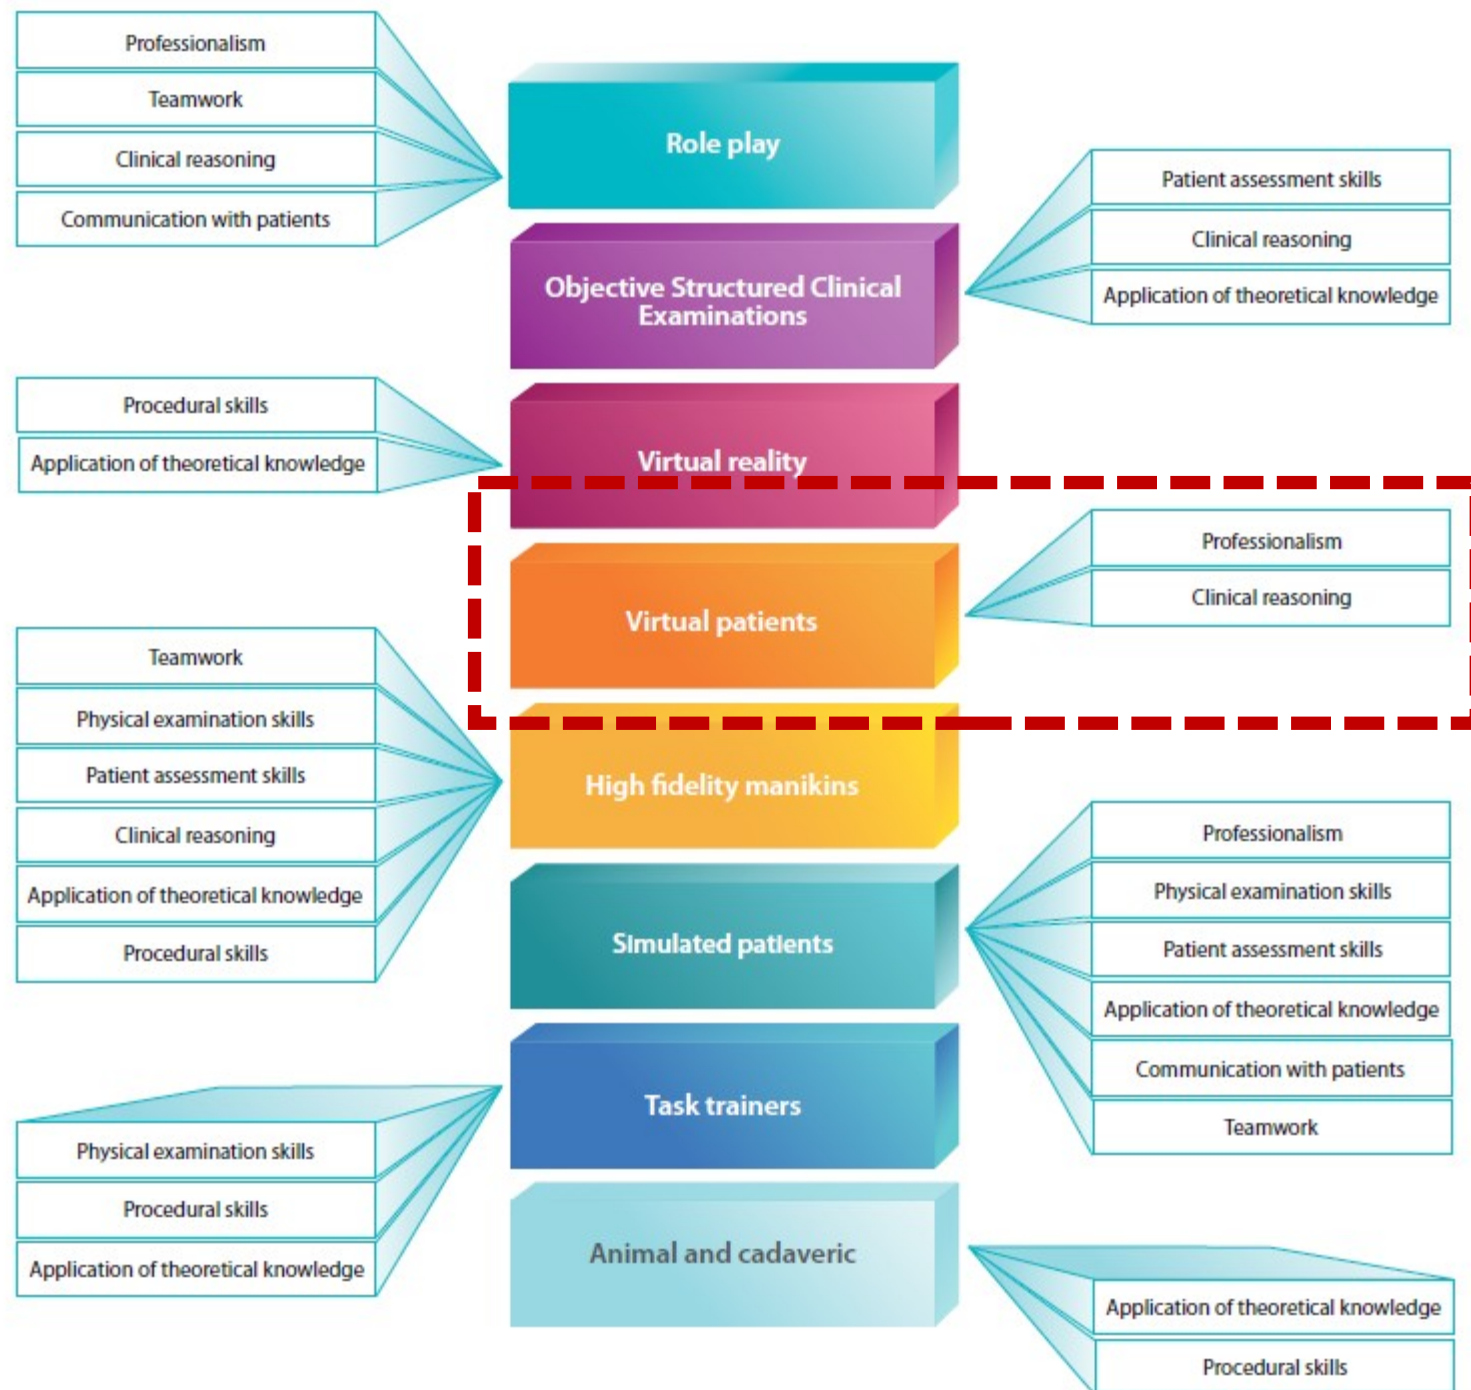 Professionalism
Teamwork
Clinical reasoning
Communication with patients
Role play
Patient assessment skills
Clinical reasoning
Application of theoretical knowledge
Objective Structured Clinical
Examinations
Procedural skills
Application of theoretical knowledge
Virtual reality
Professionalism
Clinical reasoning
Virtual patients
Teamwork
Physical examination skills
Patient assessment skills
Clinical reasoning
Application of theoretical knowledge
Procedural skills
High fidelity manikins
Professionalism
Physical examination skills
Patient assessment skills
Application of theoretical knowledge
Communication with patients
Teamwork
Simulated patients
Physical examination skills
Procedural skills
Application of theoretical knowledge
Task trainers
Animal and cadaveric
Application of theoretical knowledge
Procedural skills